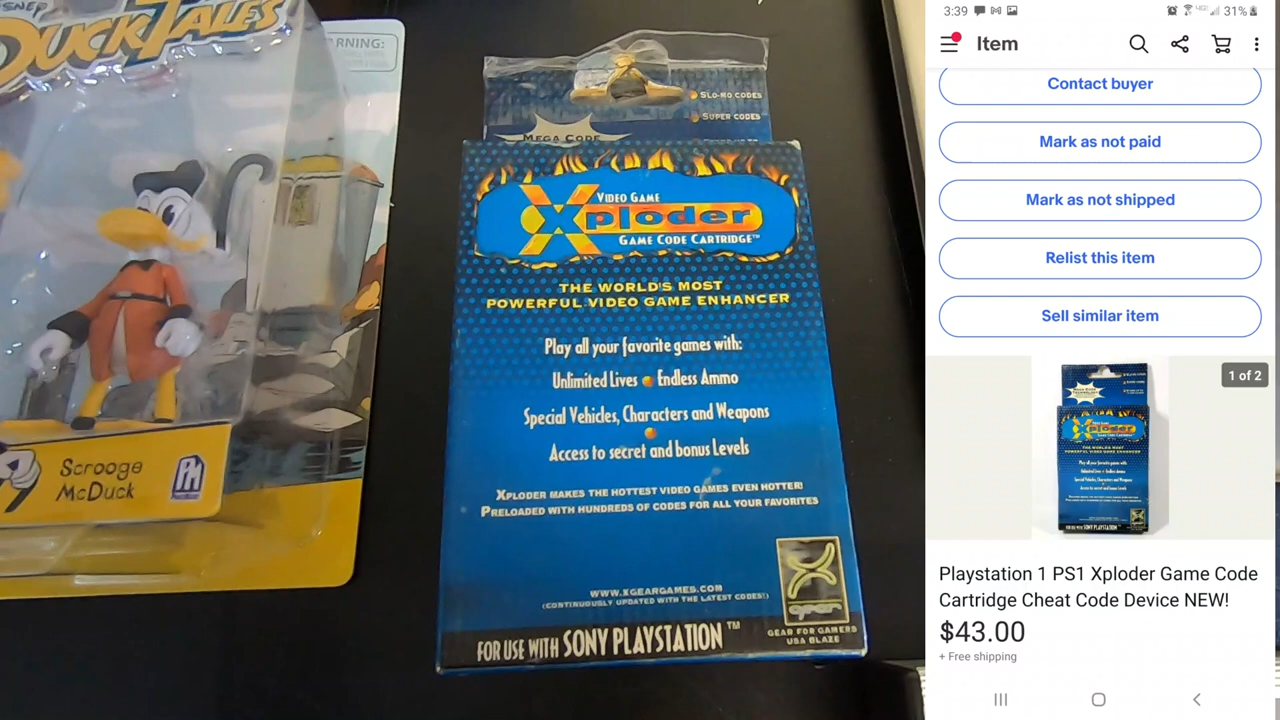 DISNEP
DUCKTALES
WARNING:
Scrooge
McDuck
SLO-MO CODES
SUPER CODES
MEGA CODE
VIDEO GAME
Xploder
GAME CODE CARTRIDGE™
THE WORLD'S MOST
POWERFUL VIDEO GAME ENHANCER
Play all your favorite games with:
Unlimited Lives Endless Ammo
Special Vehicles, Characters and Weapons
Access to secret and bonus Levels
XPLODER MAKES THE HOTTEST VIDEO GAMES EVEN HOTTER!
PRELOADED WITH HUNDREDS OF CODES FOR ALL YOUR FAVORITES
WWW.XGEARGAMES.COM
(CONTINUOUSLY UPDATED WITH THE LATEST CODES!)
gear
GEAR FOR GAMERS
USA BLAZE
FOR USE WITH SONY PLAYSTATION™
3:39
31%
Item
Contact buyer
Mark as not paid
Mark as not shipped
Relist this item
Sell similar item
1 of 2
Xploder
Playstation 1 PS1 Xploder Game Code
Cartridge Cheat Code Device NEW!
$43.00
+ Free shipping